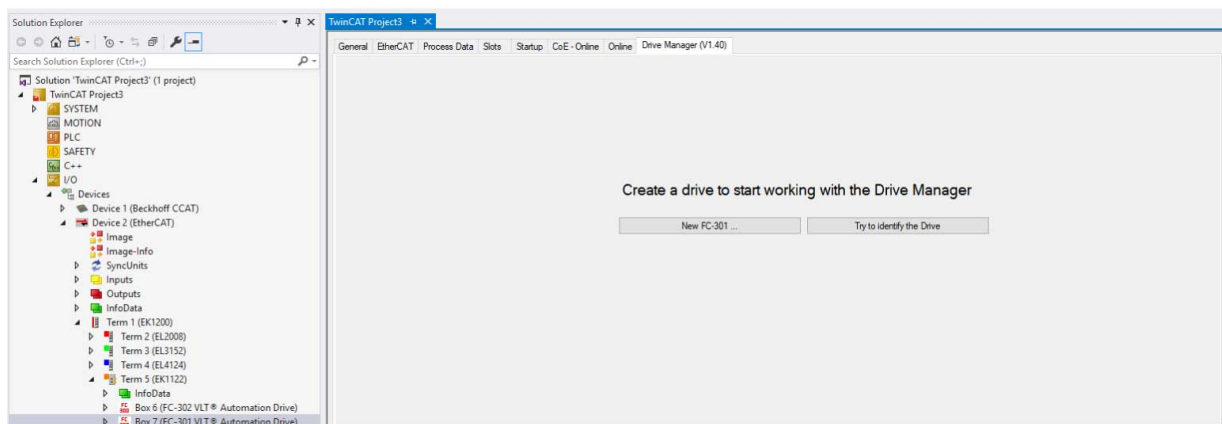 Solution Explorer
TwinCAT Project3
General EtherCAT Process Data Slots Startup CoE - Online Online Drive Manager (V1.40)
Search Solution Explorer (Ctrl+;)
Solution 'TwinCAT Project3' (1 project)
TwinCAT Project3
SYSTEM
MOTION
PLC
SAFETY
C++
I/O
Devices
Device 1 (Beckhoff CCAT)
Device 2 (EtherCAT)
Image
Image-Info
SyncUnits
Inputs
Outputs
InfoData
Term 1 (EK1200)
Term 2 (EL2008)
Term 3 (EL3152)
Term 4 (EL4124)
Term 5 (EK1122)
InfoData
Box 6 (FC-302 VLT® Automation Drive)
Box 7 (FC-301 VLT® Automation Drive)
Create a drive to start working with the Drive Manager
New FC-301 ...
Try to identify the Drive